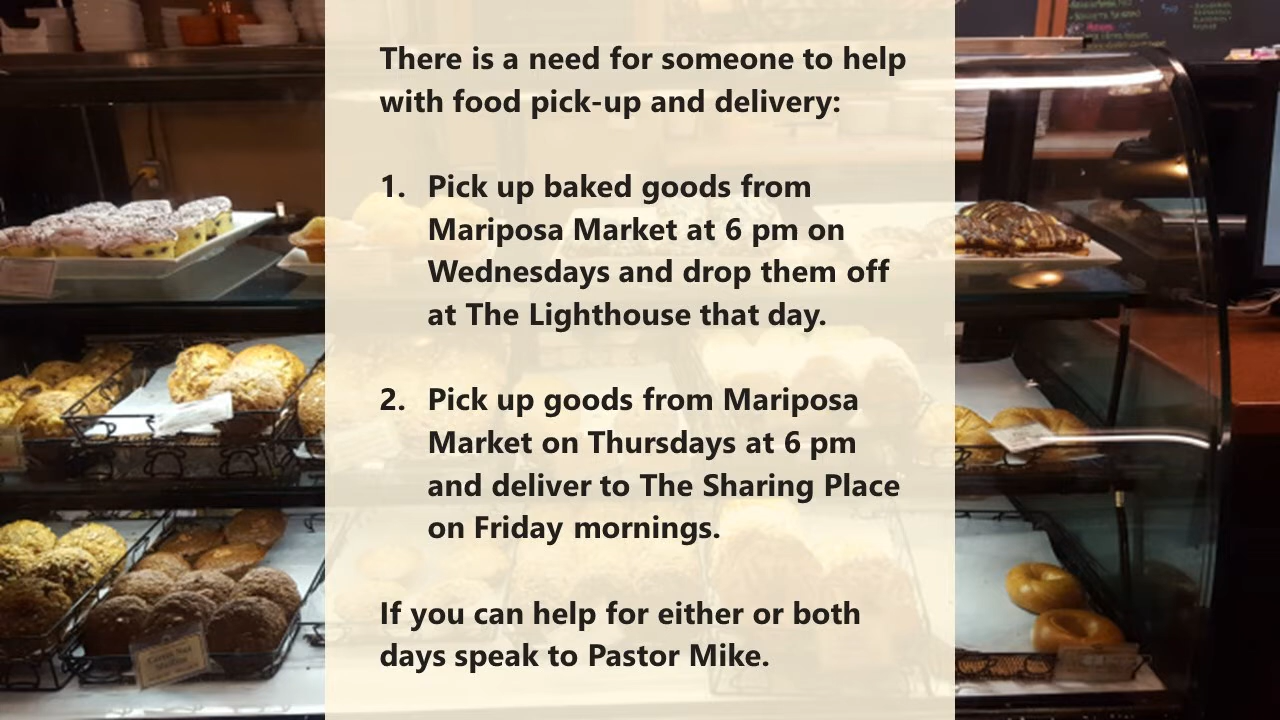 There is a need for someone to help
with food pick-up and delivery:
1. Pick up baked goods from
Mariposa Market at 6 pm on
Wednesdays and drop them off
at The Lighthouse that day.
2. Pick up goods from Mariposa
Market on Thursdays at 6 pm
and deliver to The Sharing Place
on Friday mornings.
If you can help for either or both
days speak to Pastor Mike.